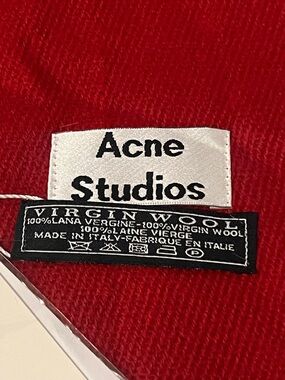 Acne
Studios
VIRGIN WOOL
100%LANA VERGINE-100%VIRGIN WOOL
100%LAINE VIERGE
MADE IN ITALY-FABRIQUE EN ITALIE
P